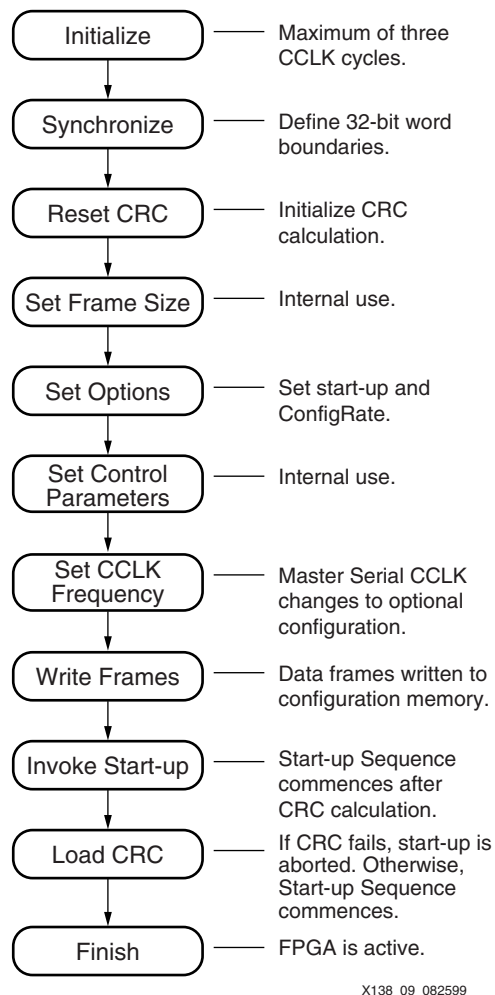 Initialize
Maximum of three
CCLK cycles.
Synchronize
Define 32-bit word
boundaries.
Reset CRC
Initialize CRC
calculation.
Set Frame Size
Internal use.
Set Options
Set start-up and
ConfigRate.
Set Control
Parameters
Internal use.
Set CCLK
Frequency
Master Serial CCLK
changes to optional
configuration.
Write Frames
Data frames written to
configuration memory.
Invoke Start-up
Start-up Sequence
commences after
CRC calculation.
Load CRC
If CRC fails, start-up is
aborted. Otherwise,
Start-up Sequence
commences.
Finish
FPGA is active.
X138_09_082599